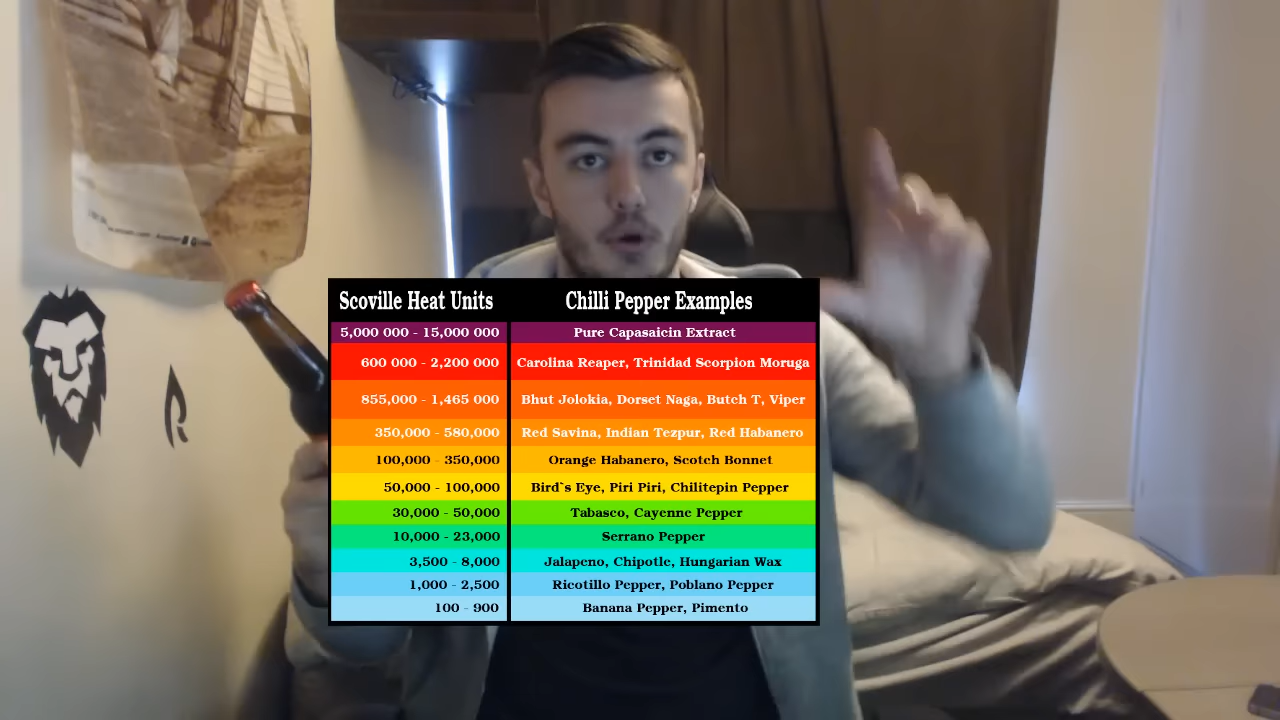 Scoville Heat Units Chilli Pepper Examples
5,000 000 - 15,000 000 Pure Capasaicin Extract
600 000 - 2,200 000 Carolina Reaper, Trinidad Scorpion Moruga
855,000 - 1,465 000 Bhut Jolokia, Dorset Naga, Butch T, Viper
350,000 - 580,000 Red Savina, Indian Tezpur, Red Habanero
100,000 - 350,000 Orange Habanero, Scotch Bonnet
50,000 - 100,000 Bird`s Eye, Piri Piri, Chilitepin Pepper
30,000 - 50,000 Tabasco, Cayenne Pepper
10,000 - 23,000 Serrano Pepper
3,500 - 8,000 Jalapeno, Chipotle, Hungarian Wax
1,000 - 2,500 Ricotillo Pepper, Poblano Pepper
100 - 900 Banana Pepper, Pimento